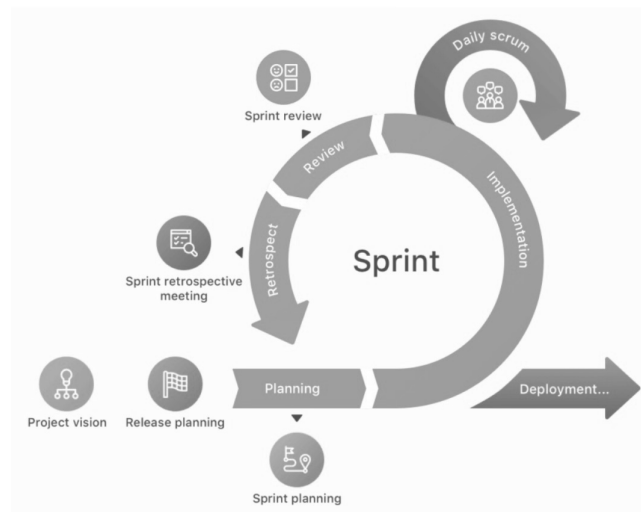 Daily scrum
Sprint review
Review
Implementation
Retrospect
Sprint
Sprint retrospective
meeting
Planning
Deployment...
Project vision
Release planning
Sprint planning